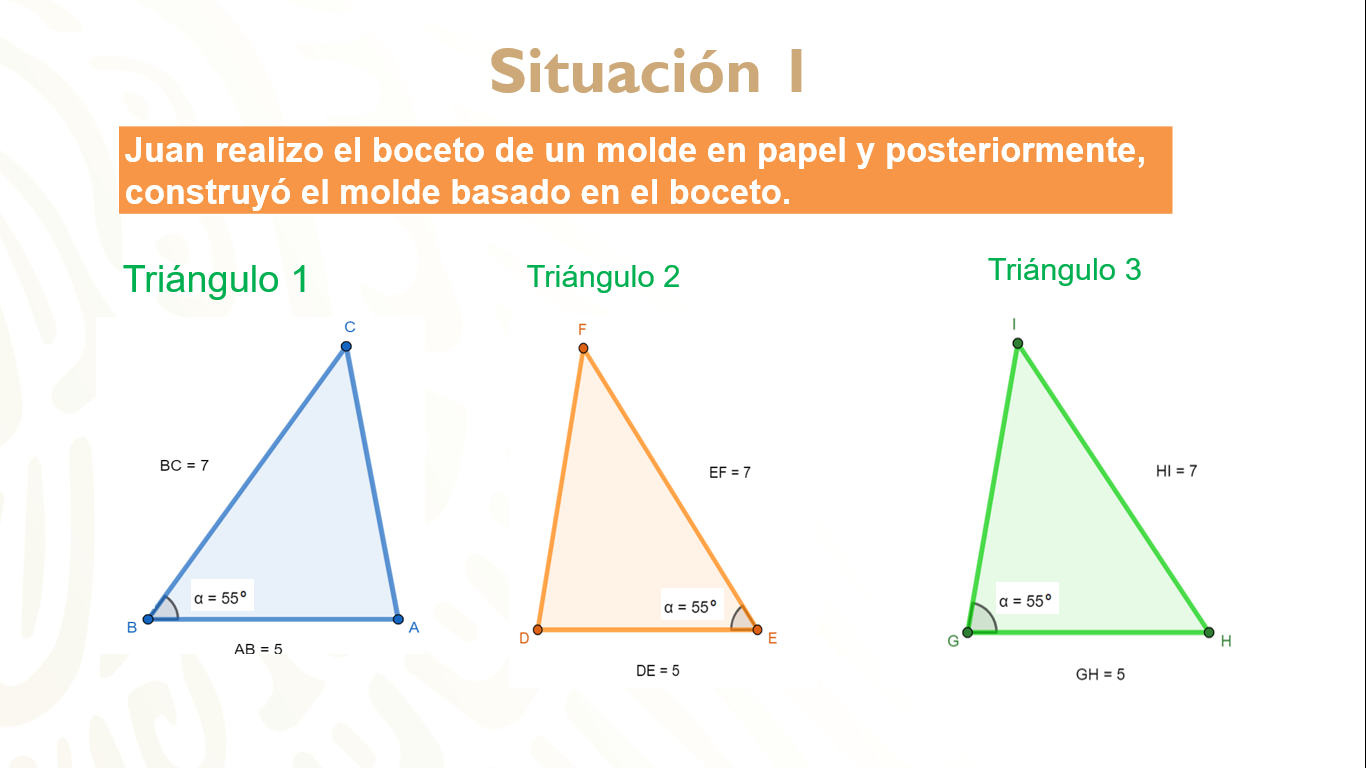 Situación 1
Juan realizo el boceto de un molde en papel y posteriormente,
construyó el molde basado en el boceto.
Triángulo 1
C
BC = 7
α = 55°
B
A
AB = 5
Triángulo 2
F
EF = 7
α = 55°
D
E
DE = 5
Triángulo 3
I
HI = 7
α = 55°
G
H
GH = 5